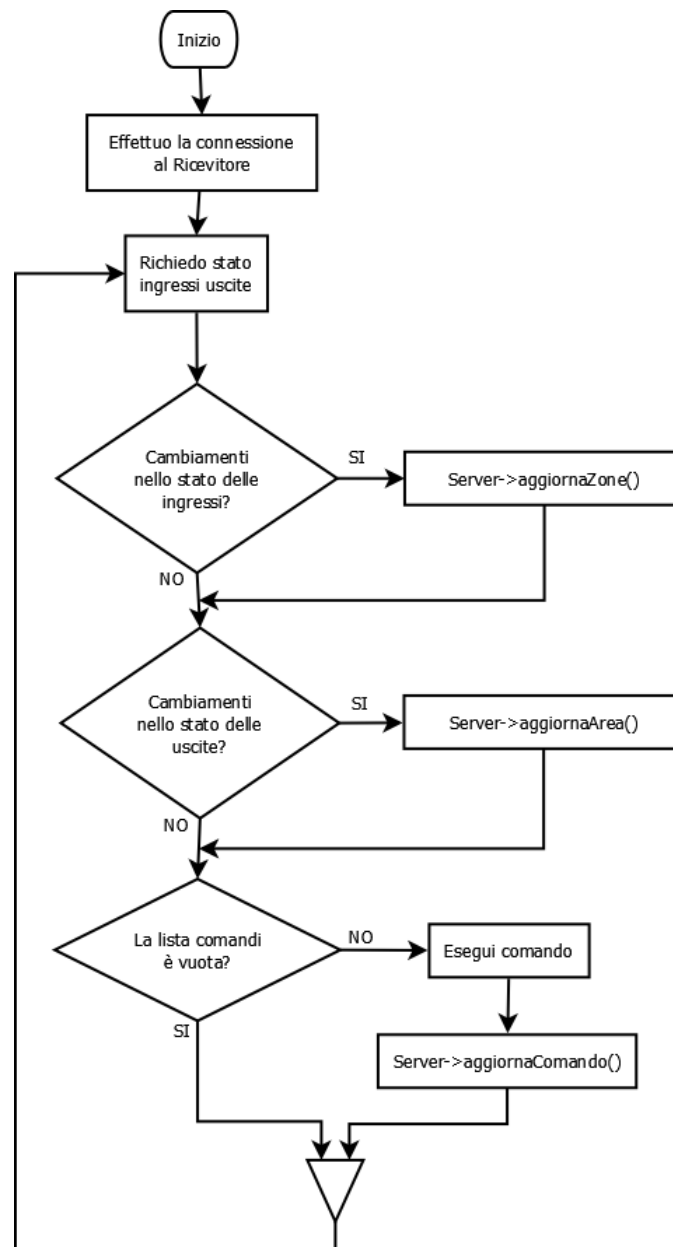 Inizio
Effettuo la connessione
al Ricevitore
Richiedo stato
ingressi uscite
Cambiamenti
nello stato delle
ingressi?
SI
Server->aggiornaZone()
NO
Cambiamenti
nello stato delle
uscite?
SI
Server->aggiornaArea()
NO
La lista comandi
è vuota?
NO
Esegui comando
SI
Server->aggiornaComando()